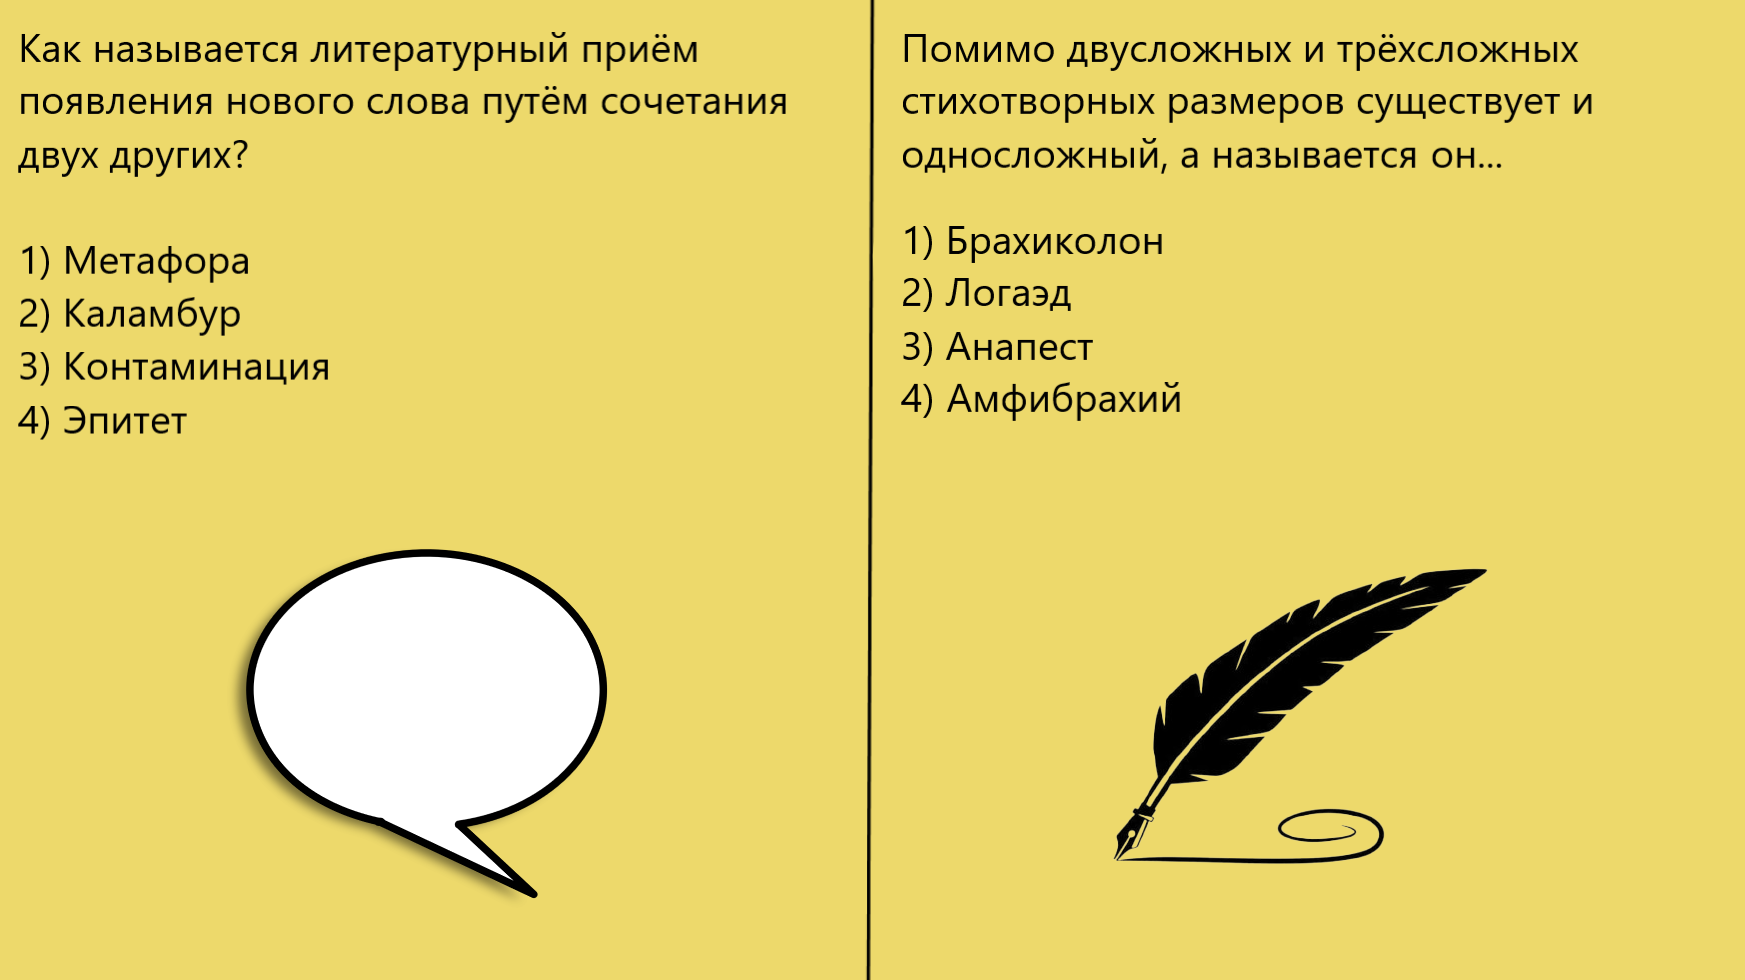 Как называется литературный приём
появления нового слова путём сочетания
двух других?
1) Метафора
2) Каламбур
3) Контаминация
4) Эпитет
Помимо двусложных и трёхсложных
стихотворных размеров существует и
односложный, а называется он...
1) Брахиколон
2) Логаэд
3) Анапест
4) Амфибрахий